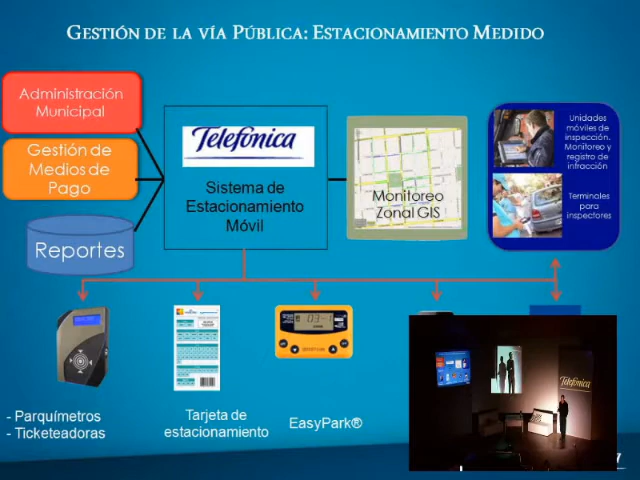 GESTIÓN DE LA VÍA PÚBLICA: ESTACIONAMIENTO MEDIDO
Administración
Municipal
Gestión de
Medios de
Pago
Reportes
Telefónica
Sistema de
Estacionamiento
Móvil
Monitoreo
Zonal GIS
Unidades
móviles de
inspección.
Monitoreo y
registro de
infracción
Terminales
para
inspectores
- Parquímetros
- Ticketeadoras
Tarjeta de
estacionamiento
EasyPark®
Telefónica
7